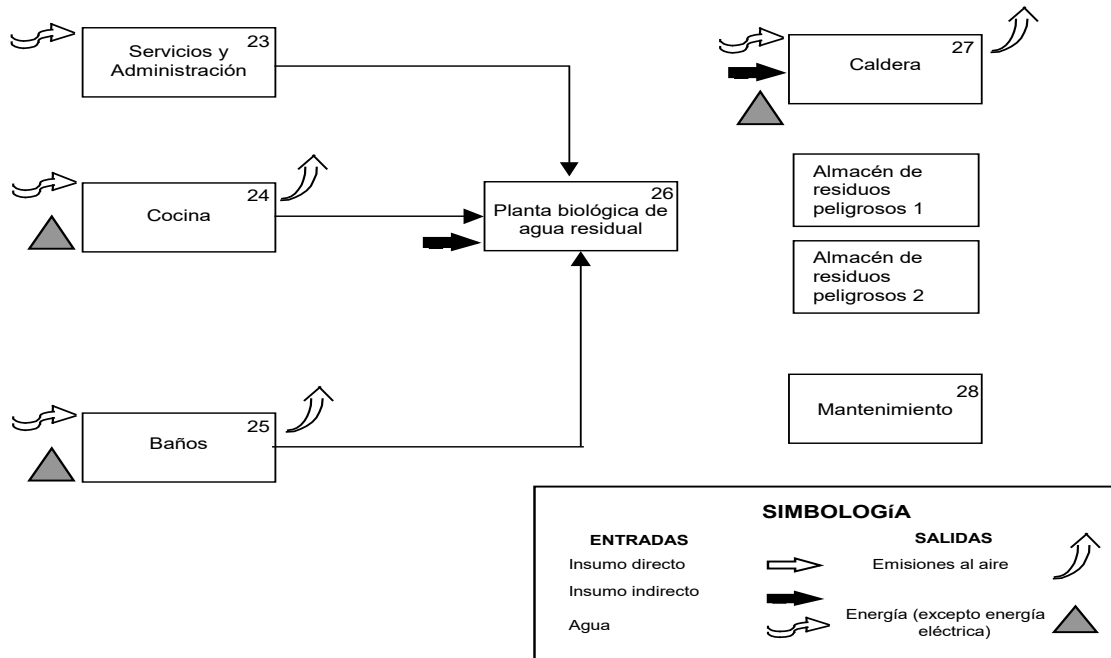 23
Servicios y
Administración
27
Caldera
24
Cocina
26
Planta biológica de
agua residual
Almacén de
residuos
peligrosos 1
Almacén de
residuos
peligrosos 2
25
Baños
28
Mantenimiento
SIMBOLOGíA
ENTRADAS
Insumo directo
Insumo indirecto
Agua
SALIDAS
Emisiones al aire
Energía (excepto energía
eléctrica)